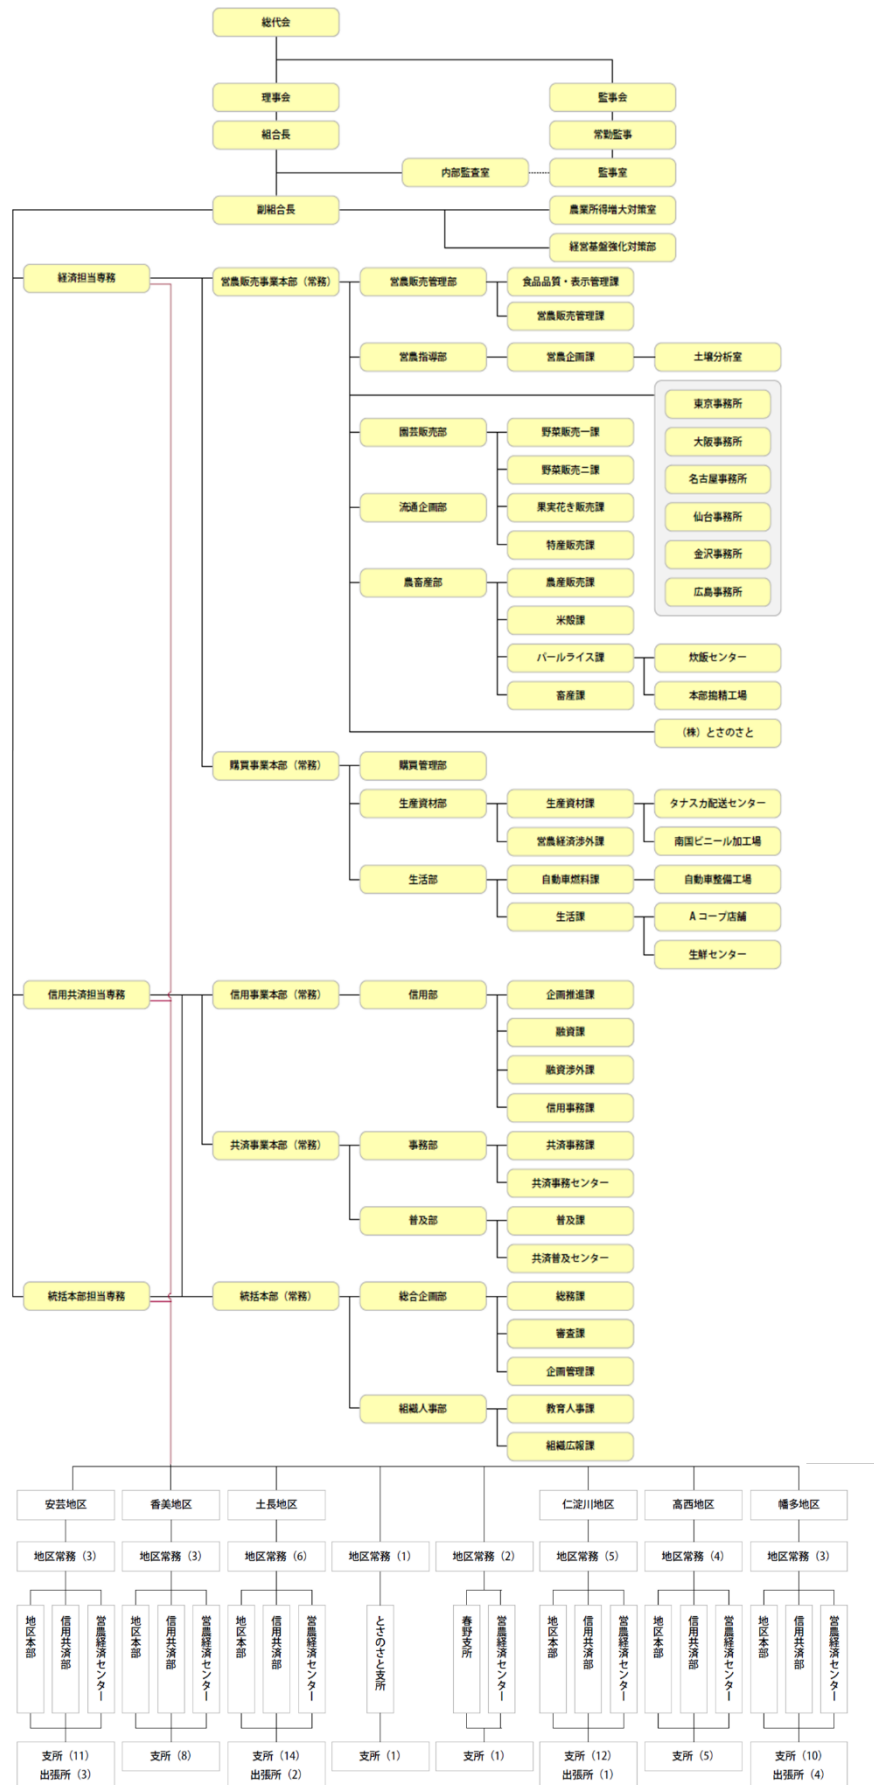 総代会
理事会
監事会
組合長
常勤監事
内部監査室
監事室
副組合長
農業所得増大対策室
経営基盤強化対策部
経済担当専務
営農販売事業本部（常務）
営農販売管理部
食品品質・表示管理課
営農販売管理課
営農指導部
営農企画課
土壌分析室
東京事務所
大阪事務所
名古屋事務所
仙台事務所
金沢事務所
広島事務所
園芸販売部
野菜販売一課
野菜販売二課
流通企画部
果実花き販売課
特産販売課
農畜産部
農産販売課
米殻課
パールライス課
炊飯センター
畜産課
本部搗精工場
（株）とさのさと
購買事業本部（常務）
購買管理部
生産資材部
生産資材課
タナスカ配送センター
営農経済渉外課
南国ビニール加工場
生活部
自動車燃料課
自動車整備工場
生活課
Aコープ店舗
生鮮センター
信用共済担当専務
信用事業本部（常務）
信用部
企画推進課
融資課
融資渉外課
信用事務課
共済事業本部（常務）
事務部
共済事務課
共済事務センター
普及部
普及課
共済普及センター
統括本部担当専務
統括本部（常務）
総合企画部
総務課
審査課
企画管理課
組織人事部
教育人事課
組織広報課
安芸地区
香美地区
土長地区
仁淀川地区
高西地区
幡多地区
地区常務（3）
地区常務（3）
地区常務（6）
地区常務（1）
地区常務（2）
地区常務（5）
地区常務（4）
地区常務（3）
地区本部
信用共済部
営農経済センター
地区本部
信用共済部
営農経済センター
地区本部
信用共済部
営農経済センター
とさのさと支所
春野支所
営農経済センター
地区本部
信用共済部
営農経済センター
地区本部
信用共済部
営農経済センター
地区本部
信用共済部
営農経済センター
支所（11）
出張所（3）
支所（8）
支所（14）
出張所（2）
支所（1）
支所（1）
支所（12）
出張所（1）
支所（5）
支所（10）
出張所（4）